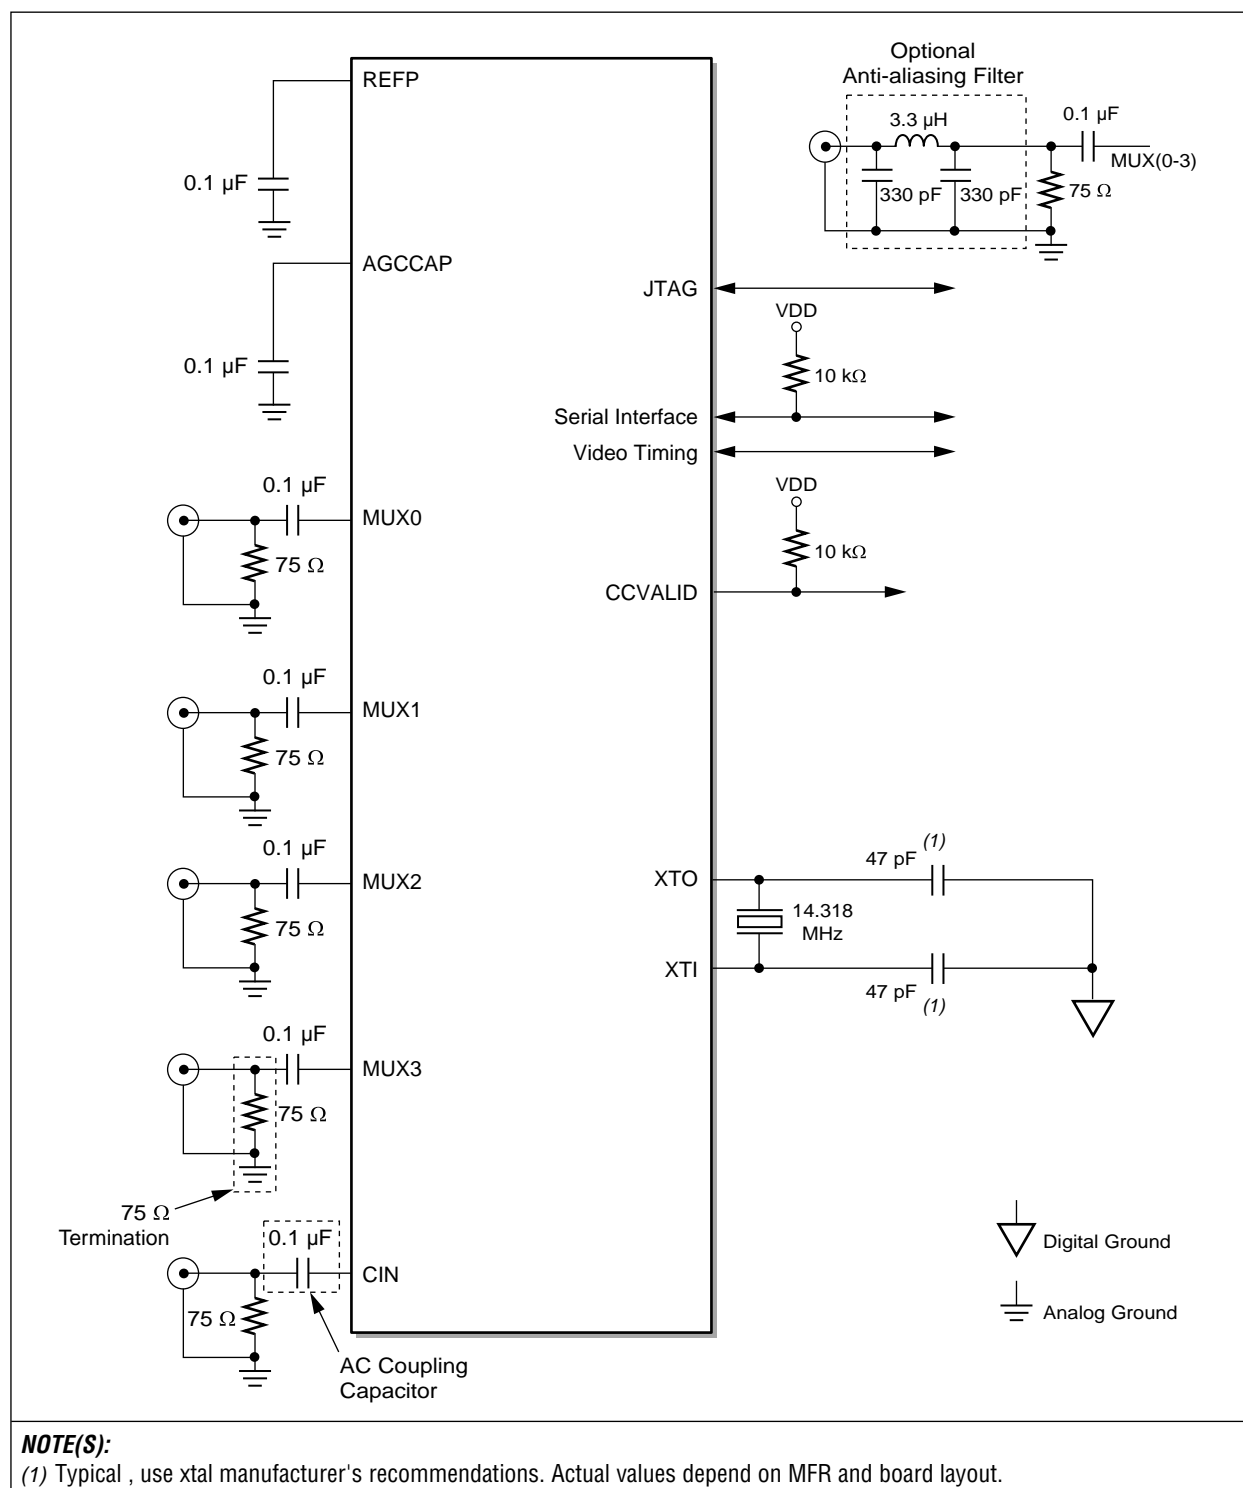 Optional
Anti-aliasing Filter
REFP
0.1 µF
3.3 µH
0.1 µF
MUX(0-3)
330 pF
330 pF
75 Ω
AGCCAP
0.1 µF
JTAG
VDD
10 kΩ
Serial Interface
Video Timing
VDD
10 kΩ
CCVALID
0.1 µF
MUX0
75 Ω
0.1 µF
MUX1
75 Ω
0.1 µF
MUX2
75 Ω
0.1 µF
MUX3
75 Ω
75 Ω
Termination
0.1 µF
CIN
75 Ω
AC Coupling
Capacitor
XTO
47 pF (1)
14.318
MHz
XTI
47 pF (1)
Digital Ground
Analog Ground
NOTE(S):
(1) Typical , use xtal manufacturer's recommendations. Actual values depend on MFR and board layout.